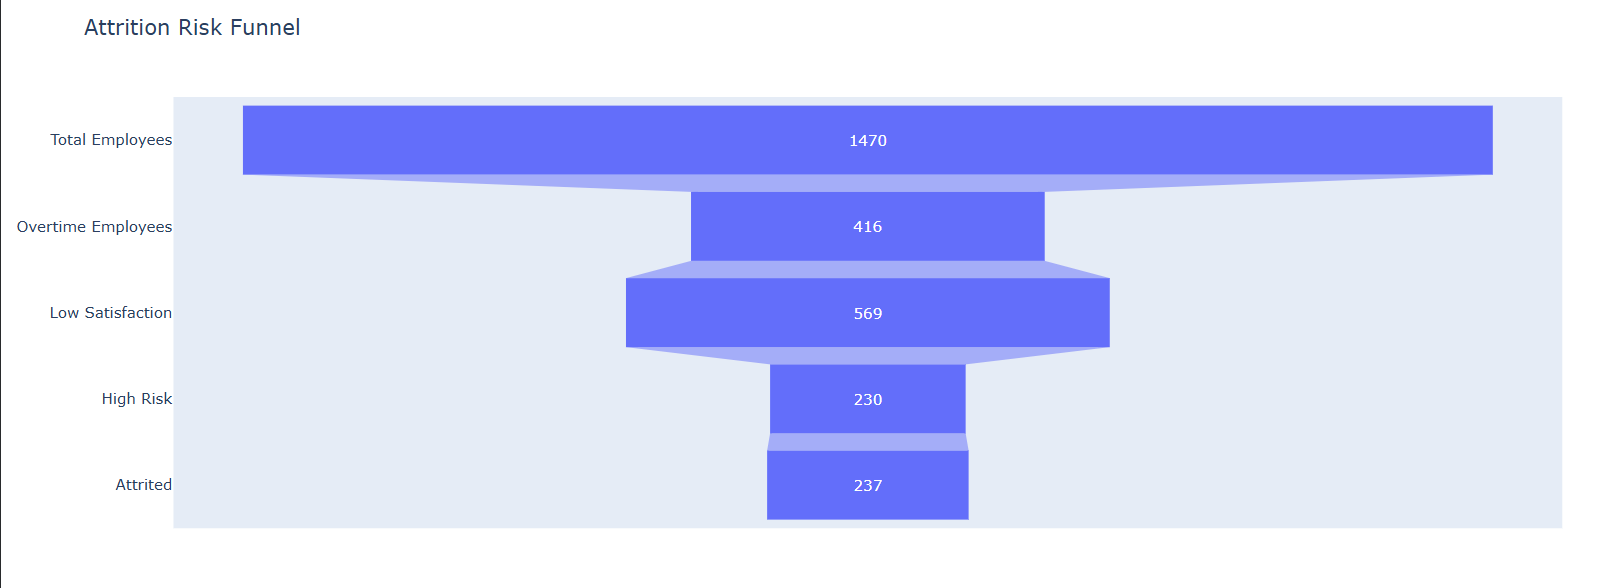 Attrition Risk Funnel
Total Employees
1470
Overtime Employees
416
Low Satisfaction
569
High Risk
230
Attrited
237